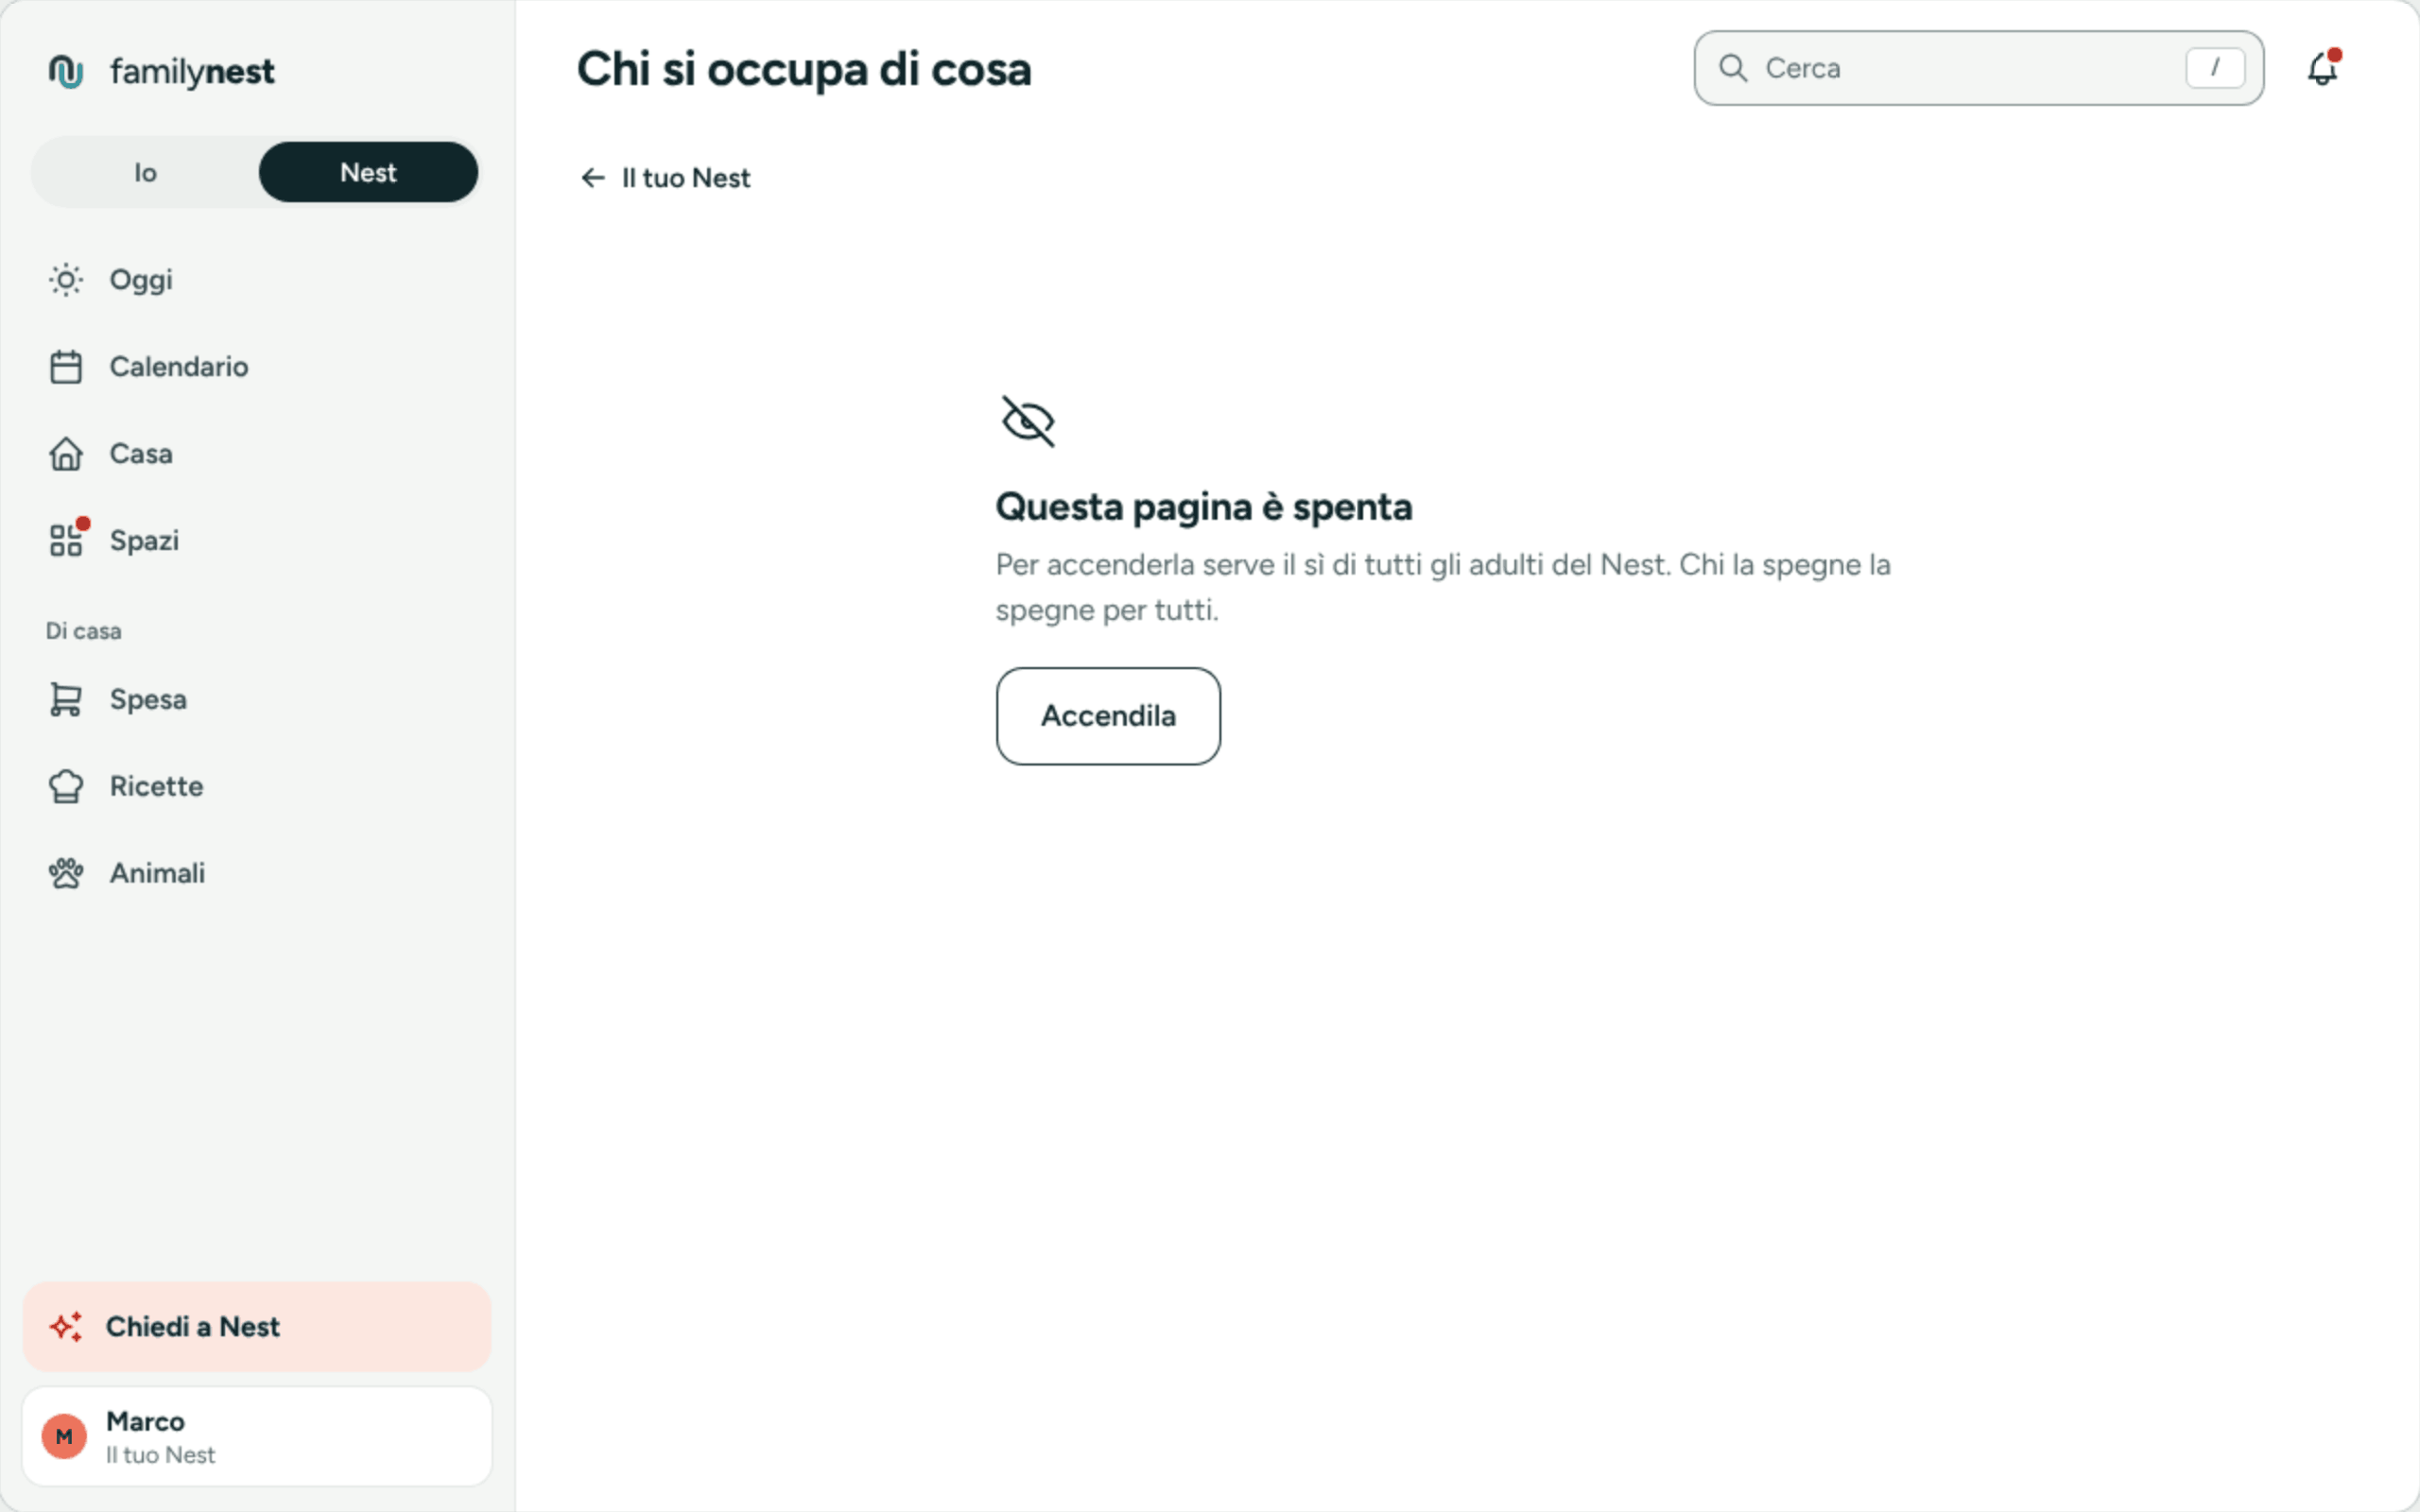 familynest
Chi si occupa di cosa
Cerca
/
Io
Nest
Il tuo Nest
Oggi
Calendario
Casa
Spazi
Di casa
Spesa
Ricette
Animali
Questa pagina è spenta
Per accenderla serve il sì di tutti gli adulti del Nest. Chi la spegne la
spegne per tutti.
Accendila
Chiedi a Nest
M
Marco
Il tuo Nest